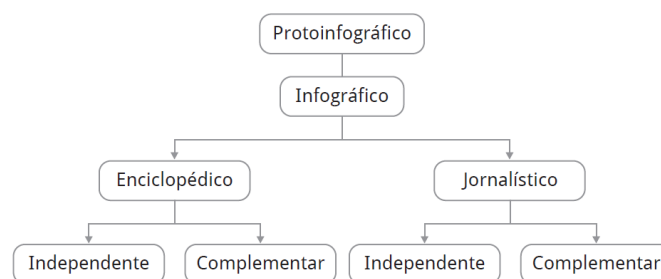 Protoinfográfico
Infográfico
Enciclopédico
Jornalístico
Independente
Complementar
Independente
Complementar